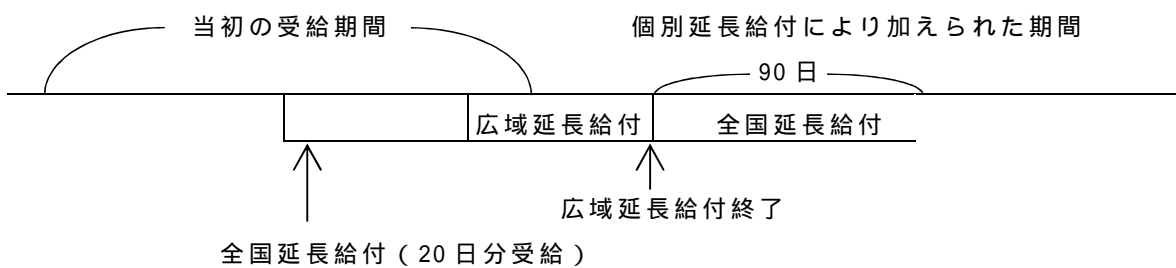 当初の受給期間 個別延長給付により加えられた期間
90日
広域延長給付 全国延長給付
広域延長給付終了
全国延長給付(20日分受給)